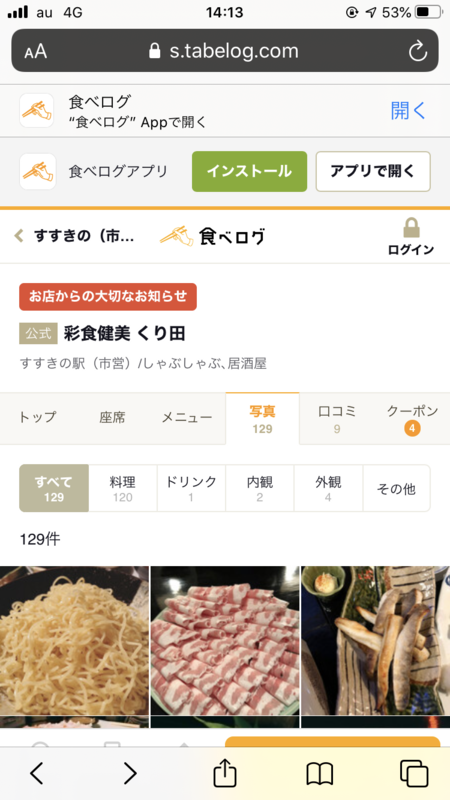 au 4G 14:13 53%
AA s.tabelog.com
食べログ
“食べログ” Appで開く
開く
食べログアプリ インストール アプリで開く
すすきの（市... 食べログ
ログイン
お店からの大切なお知らせ
公式 彩食健美 くり田
すすきの駅（市営）/しゃぶしゃぶ､居酒屋
トップ 座席 メニュー 写真 口コミ クーポン
129 9 4
すべて 料理 ドリンク 内観 外観 その他
129 120 1 2 4
129件